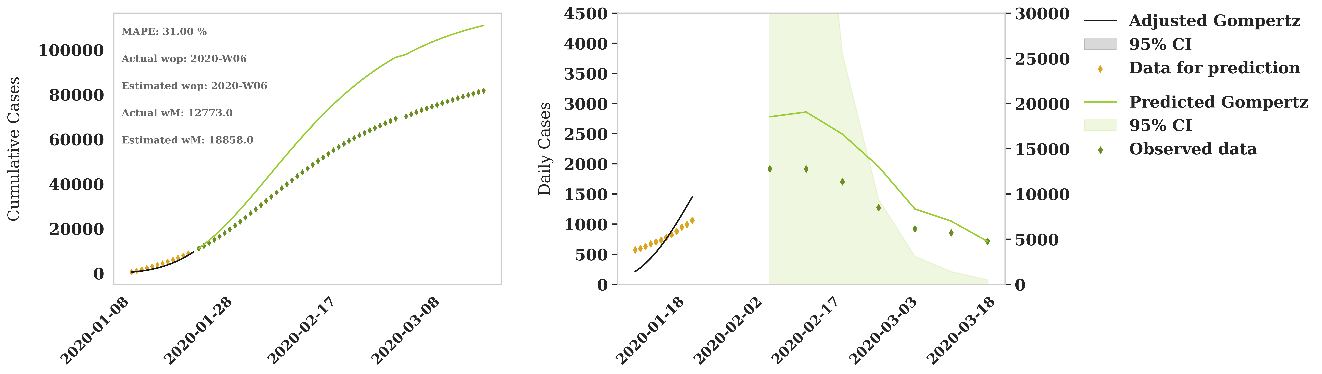 MAPE: 31.00 %
Actual wop: 2020-W06
Estimated wop: 2020-W06
Actual wM: 12773.0
Estimated wM: 18858.0
Cumulative Cases
100000
80000
60000
40000
20000
0
2020-01-08
2020-01-28
2020-02-17
2020-03-08
Daily Cases
4500
4000
3500
3000
2500
2000
1500
1000
500
0
30000
25000
20000
15000
10000
5000
0
2020-01-18
2020-02-02
2020-02-17
2020-03-03
2020-03-18
Adjusted Gompertz
95% CI
Data for prediction
Predicted Gompertz
95% CI
Observed data